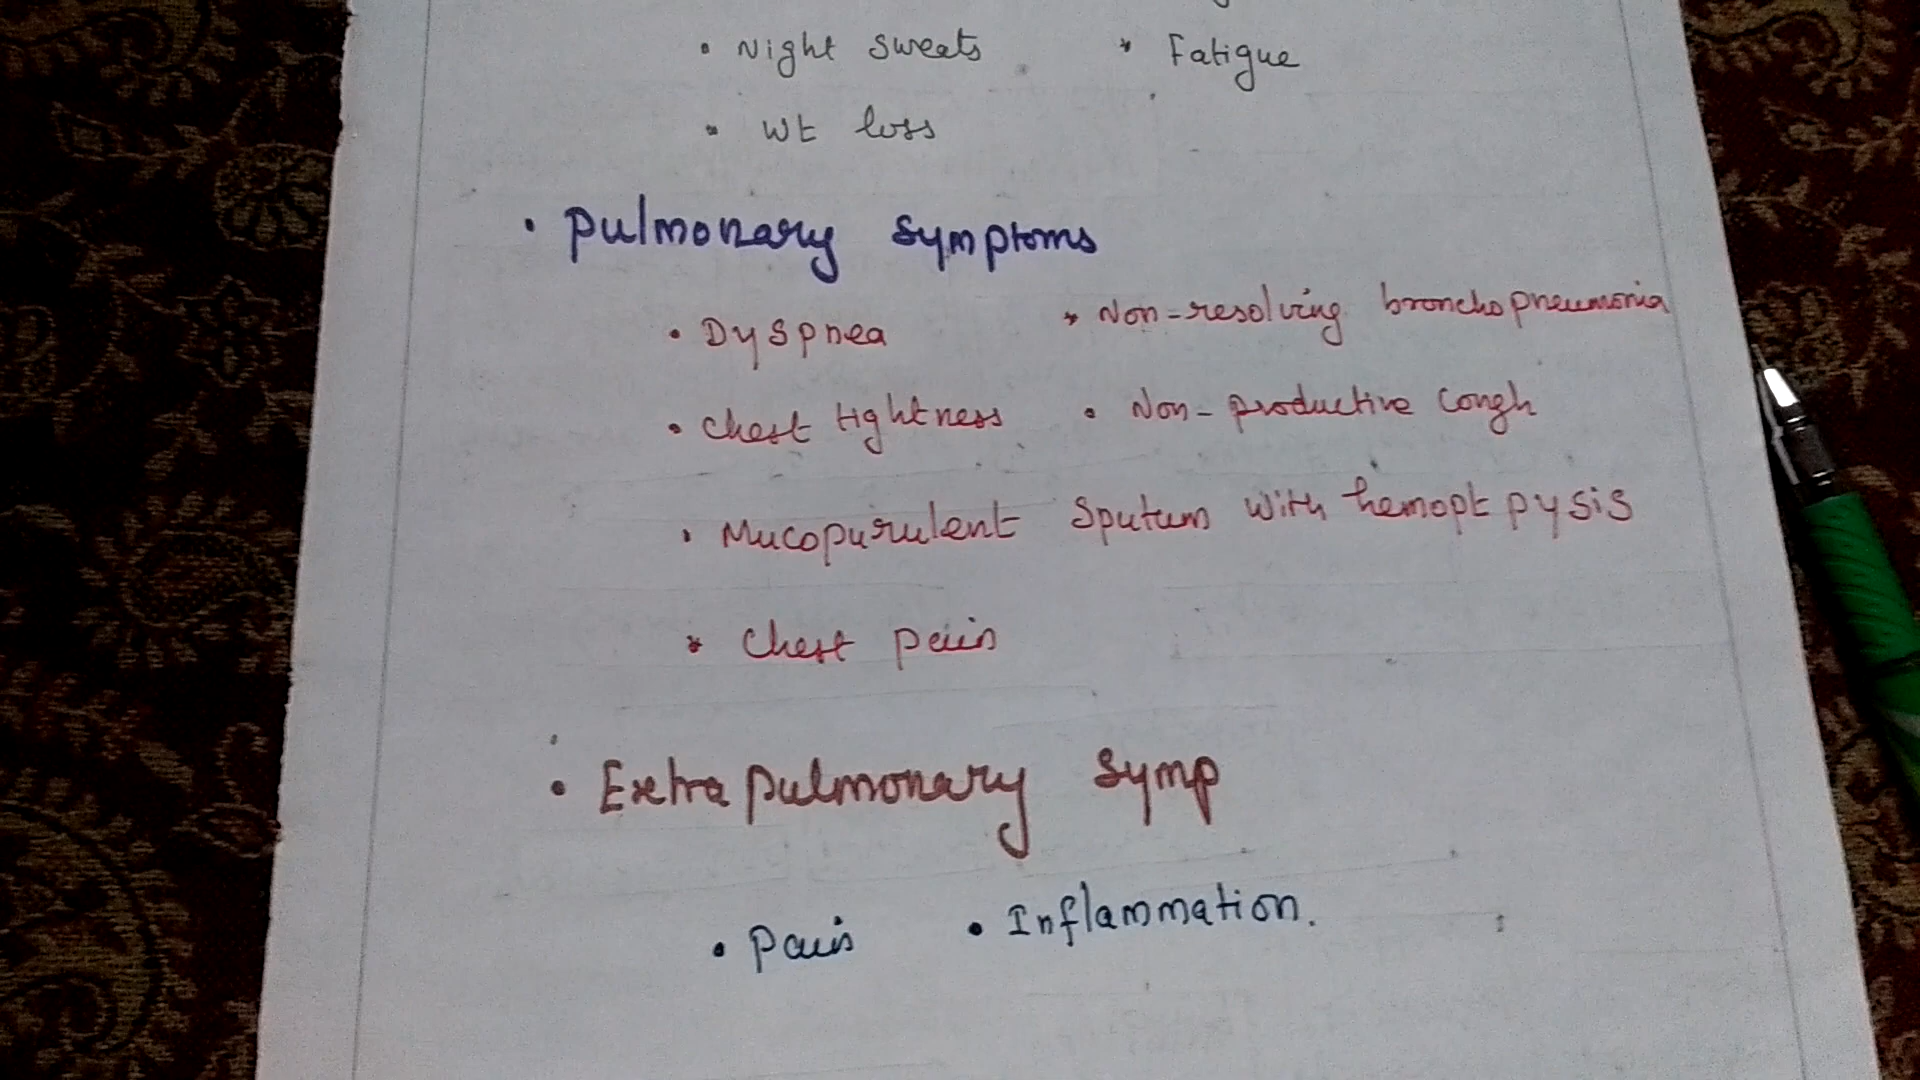 • Night sweats * Fatigue
• Wt loss
• Pulmonary Symptoms
• Dyspnea * Non-resolving bronchopneumonia
• Chest tightness • Non-productive Cough
• Mucopurulent Sputum with hemoptpysis
* Chest pain
• Extra pulmonary Symp
• Pain • Inflammation.